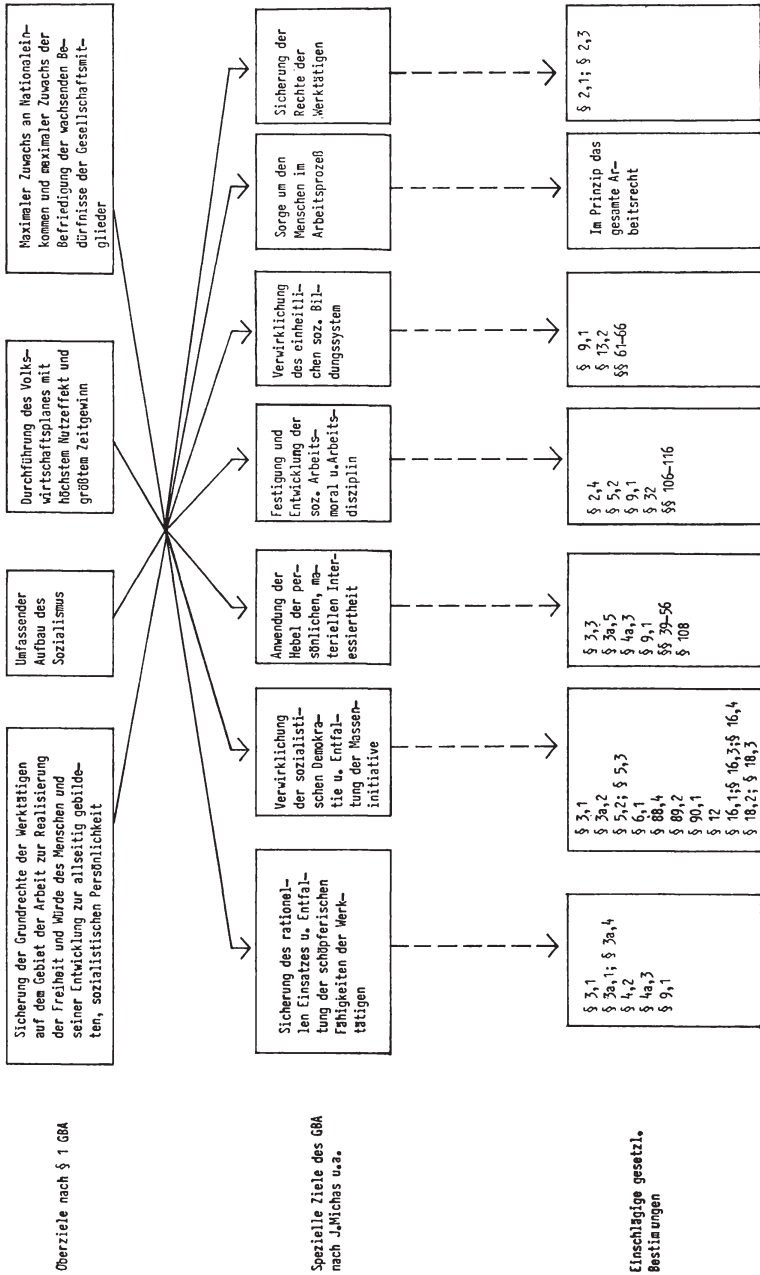 Oberziele nach § 1 GBA
Sicherung der Grundrechte der Werktätigen
auf dem Gebiet der Arbeit zur Realisierung
der Freiheit und Würde des Menschen und
seiner Entwicklung zur allseitig gebilde-
ten, sozialistischen Persönlichkeit
Umfassender
Aufbau des
Sozialismus
Durchführung des Volks-
wirtschaftsplanes mit
höchstem Nutzeffekt und
größtem Zeitgewinn
Maximaler Zuwachs an Nationalein-
kommen und maximaler Zuwachs der
Befriedigung der wachsenden Be-
dürfnisse der Gesellschaftsmit-
glieder
Spezielle Ziele des GBA
nach J.Michas u.a.
Sicherung des rationel-
len Einsatzes u. Entfal-
tung der schöpferischen
Fähigkeiten der Werk-
tätigen
Verwirklichung
der sozialisti-
schen Demokra-
tie u. Entfal-
tung der Massen-
initiative
Anwendung der
Hebel der per-
sönlichen, ma-
teriellen Inter-
essiertheit
Festigung und
Entwicklung der
soz. Arbeits-
moral u.Arbeits-
disziplin
Verwirklichung
des einheitli-
chen soz. Bil-
dungssystem
Sorge um den
Menschen im
Arbeitsprozeß
Sicherung der
Rechte der
Werktätigen
Einschlägige gesetzl.
Bestimmungen
§ 3,1
§ 3a,1; § 3a,4
§ 4,2
§ 4a,3
§ 9,1
§ 3,1
§ 3a,2
§ 5,2; § 5,3
§ 6,1
§ 88,4
§ 89,2
§ 90,1
§ 12
§ 16,1;§ 16,3;§ 16,4
§ 18,2; § 18,3
§ 3,3
§ 3a,5
§ 4a,3
§ 9,1
§§ 39-56
§ 108
§ 2,4
§ 5,2
§ 9,1
§ 32
§§ 106-116
§ 9,1
§ 13,2
§§ 61-66
Im Prinzip das
gesamte Ar-
beitsrecht
§ 2,1; § 2,3